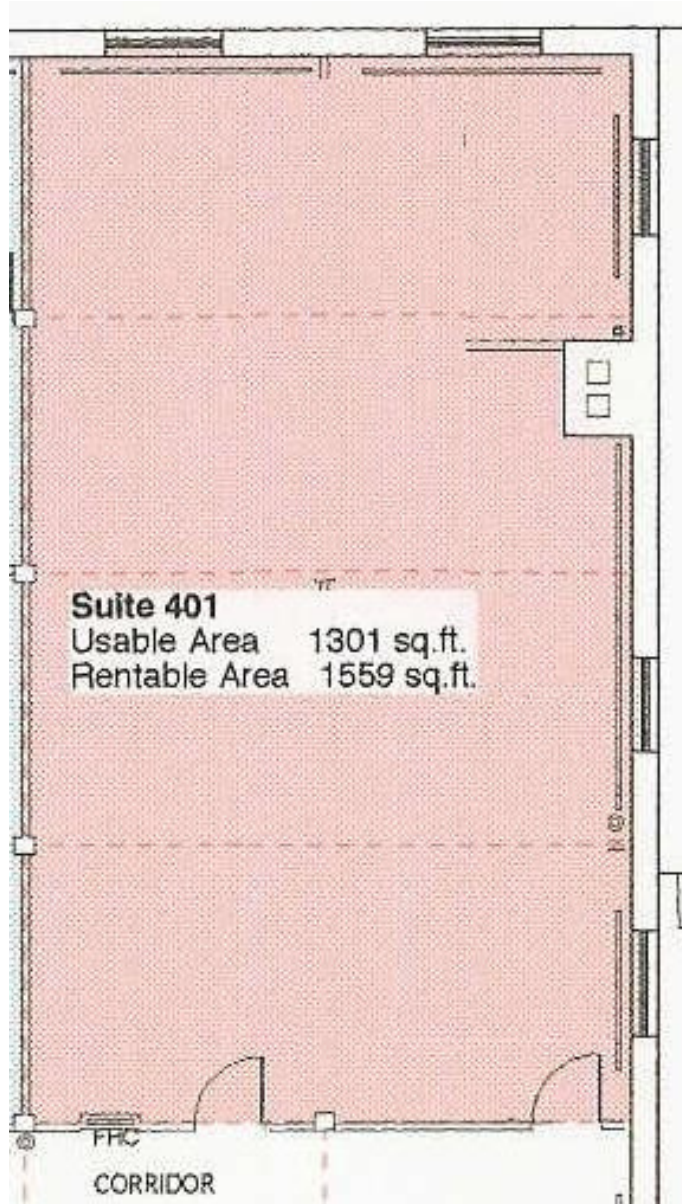 Suite 401
Usable Area 1301 sq.ft.
Rentable Area 1559 sq.ft.
FHC
CORRIDOR